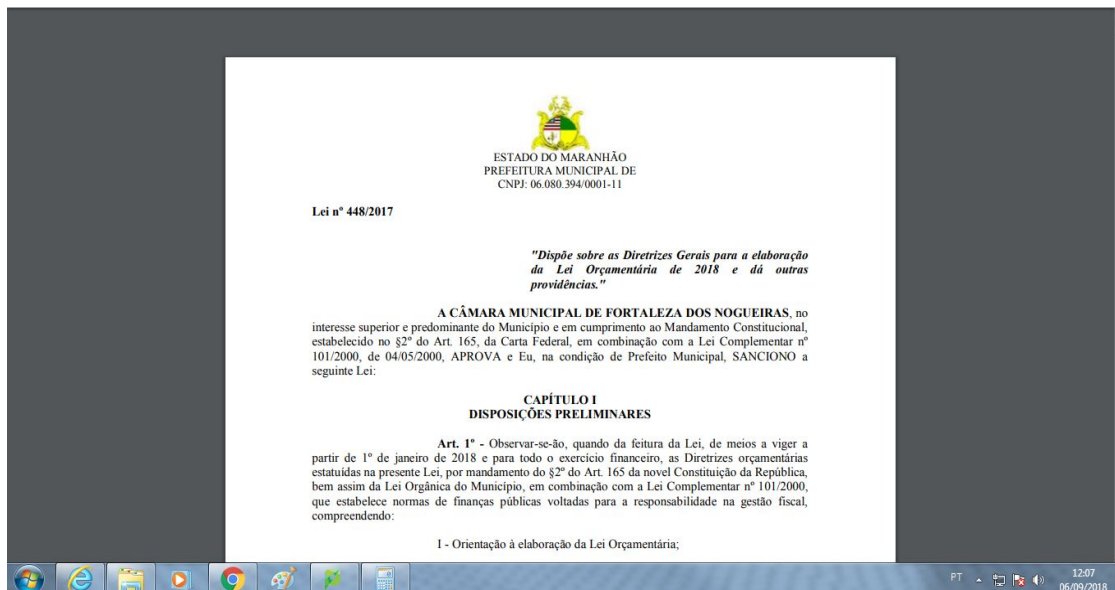 ESTADO DO MARANHÃO
PREFEITURA MUNICIPAL DE
CNPJ: 06.080.394/0001-11
Lei nº 448/2017
"Dispõe sobre as Diretrizes Gerais para a elaboração
da Lei Orçamentária de 2018 e dá outras
providências."
A CÂMARA MUNICIPAL DE FORTALEZA DOS NOGUEIRAS, no
interesse superior e predominante do Município e em cumprimento ao Mandamento Constitucional,
estabelecido no §2º do Art. 165, da Carta Federal, em combinação com a Lei Complementar nº
101/2000, de 04/05/2000, APROVA e Eu, na condição de Prefeito Municipal, SANCIONO a
seguinte Lei:
CAPÍTULO I
DISPOSIÇÕES PRELIMINARES
Art. 1º - Observar-se-ão, quando da feitura da Lei, de meios a viger a
partir de 1º de janeiro de 2018 e para todo o exercício financeiro, as Diretrizes orçamentárias
estatuídas na presente Lei, por mandamento do §2º do Art. 165 da novel Constituição da República,
bem assim da Lei Orgânica do Município, em combinação com a Lei Complementar nº 101/2000,
que estabelece normas de finanças públicas voltadas para a responsabilidade na gestão fiscal,
compreendendo:
I - Orientação à elaboração da Lei Orçamentária;
PT
12:07
06/09/2018